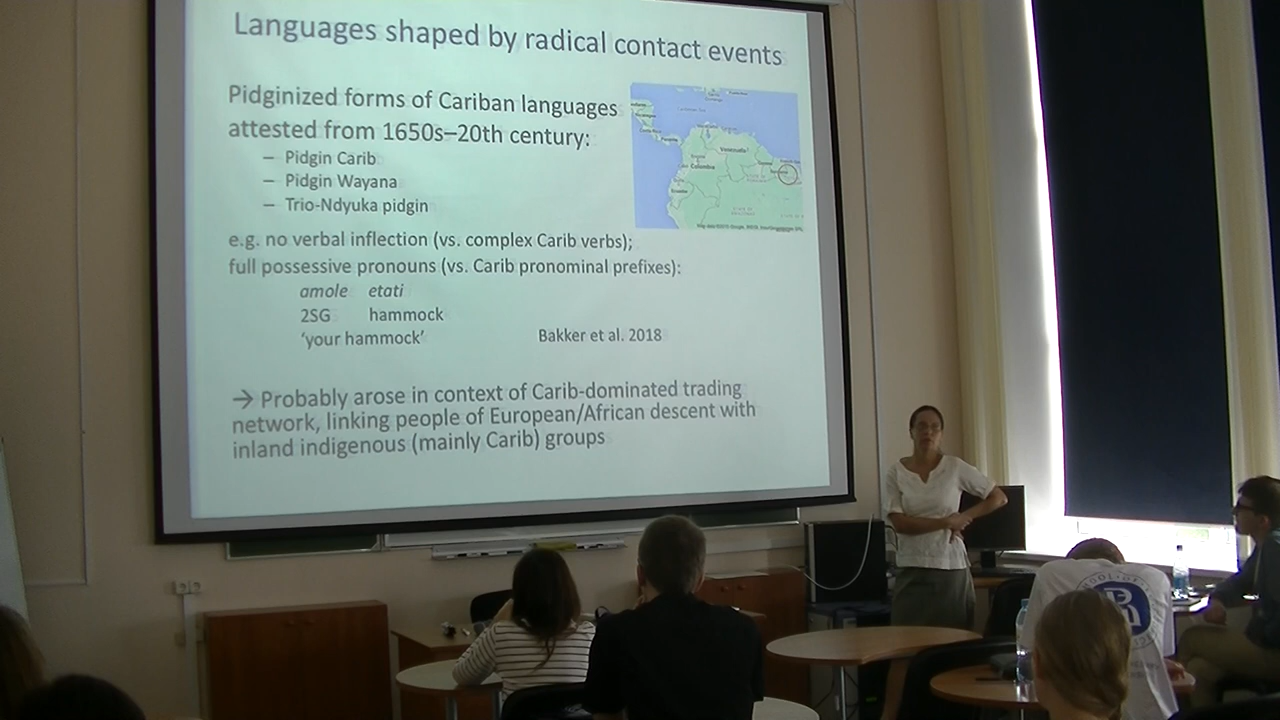 Languages shaped by radical contact events
Pidginized forms of Cariban languages
attested from 1650s–20th century:
– Pidgin Carib
– Pidgin Wayana
– Trio-Ndyuka pidgin
e.g. no verbal inflection (vs. complex Carib verbs);
full possessive pronouns (vs. Carib pronominal prefixes):
amole etati
2SG hammock
‘your hammock’ Bakker et al. 2018
→ Probably arose in context of Carib-dominated trading
network, linking people of European/African descent with
inland indigenous (mainly Carib) groups
Venezuela
Colombia
Ecuador